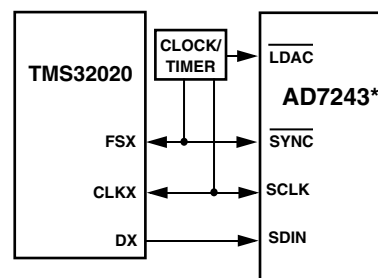 TMS32020
CLOCK/
TIMER
LDAC
AD7243*
FSX
SYNC
CLKX
SCLK
DX
SDIN